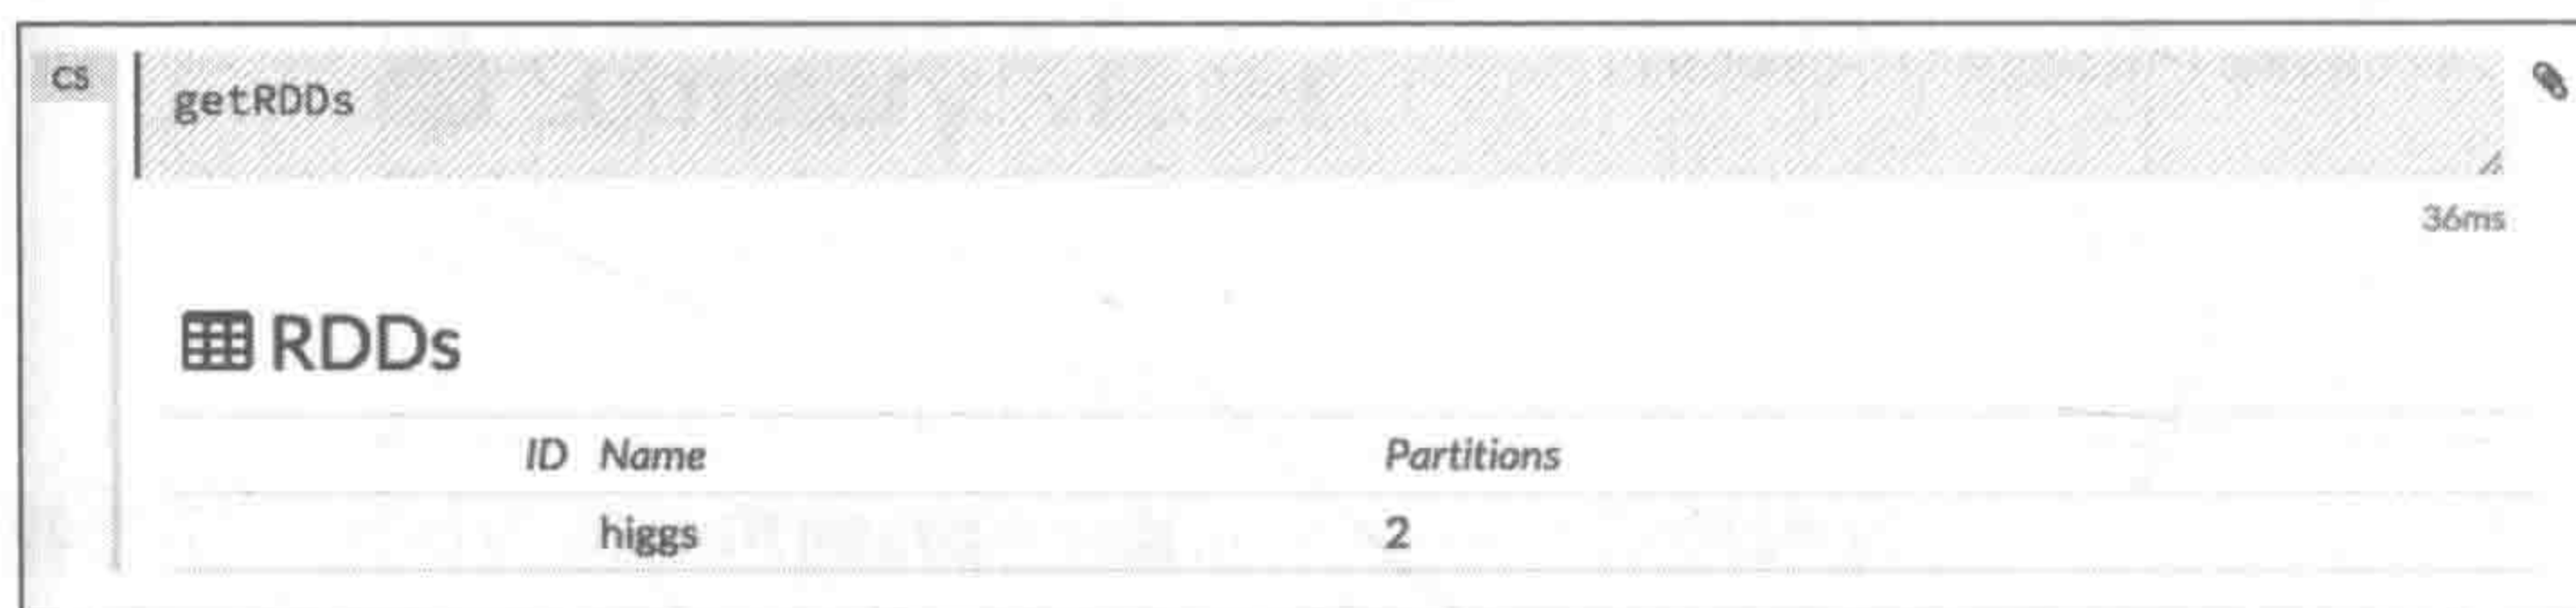 CS
getRDDs
36ms
RDDs
ID Name Partitions
higgs 2